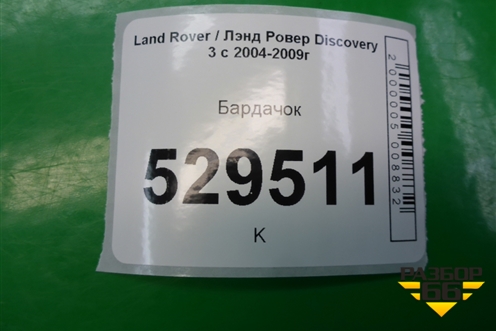 Land Rover / Лэнд Ровер Discovery
3 с 2004-2009г
Бардачок
529511
К
2000005008832
РАЗБОР
66